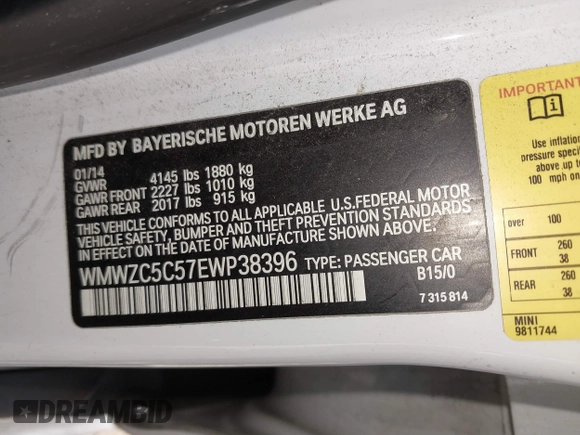 MFD BY BAYERISCHE MOTOREN WERKE AG
01/14
GVWR 4145 lbs 1880 kg
GAWR FRONT 2227 lbs 1010 kg
GAWR REAR 2017 lbs 915 kg
THIS VEHICLE CONFORMS TO ALL APPLICABLE U.S.FEDERAL MOTOR
VEHICLE SAFETY, BUMPER AND THEFT PREVENTION STANDARDS
IN EFFECT ON THE DATE OF MANUFACTURE SHOWN ABOVE.
WMWZC5C57EWP38396 TYPE: PASSENGER CAR
B15/0
7 315 814
IMPORTANT
Use inflation
pressure specif
above up to
100 mph on
over 100
FRONT 260
38
REAR 260
38
MINI
9811744
DREAMBID